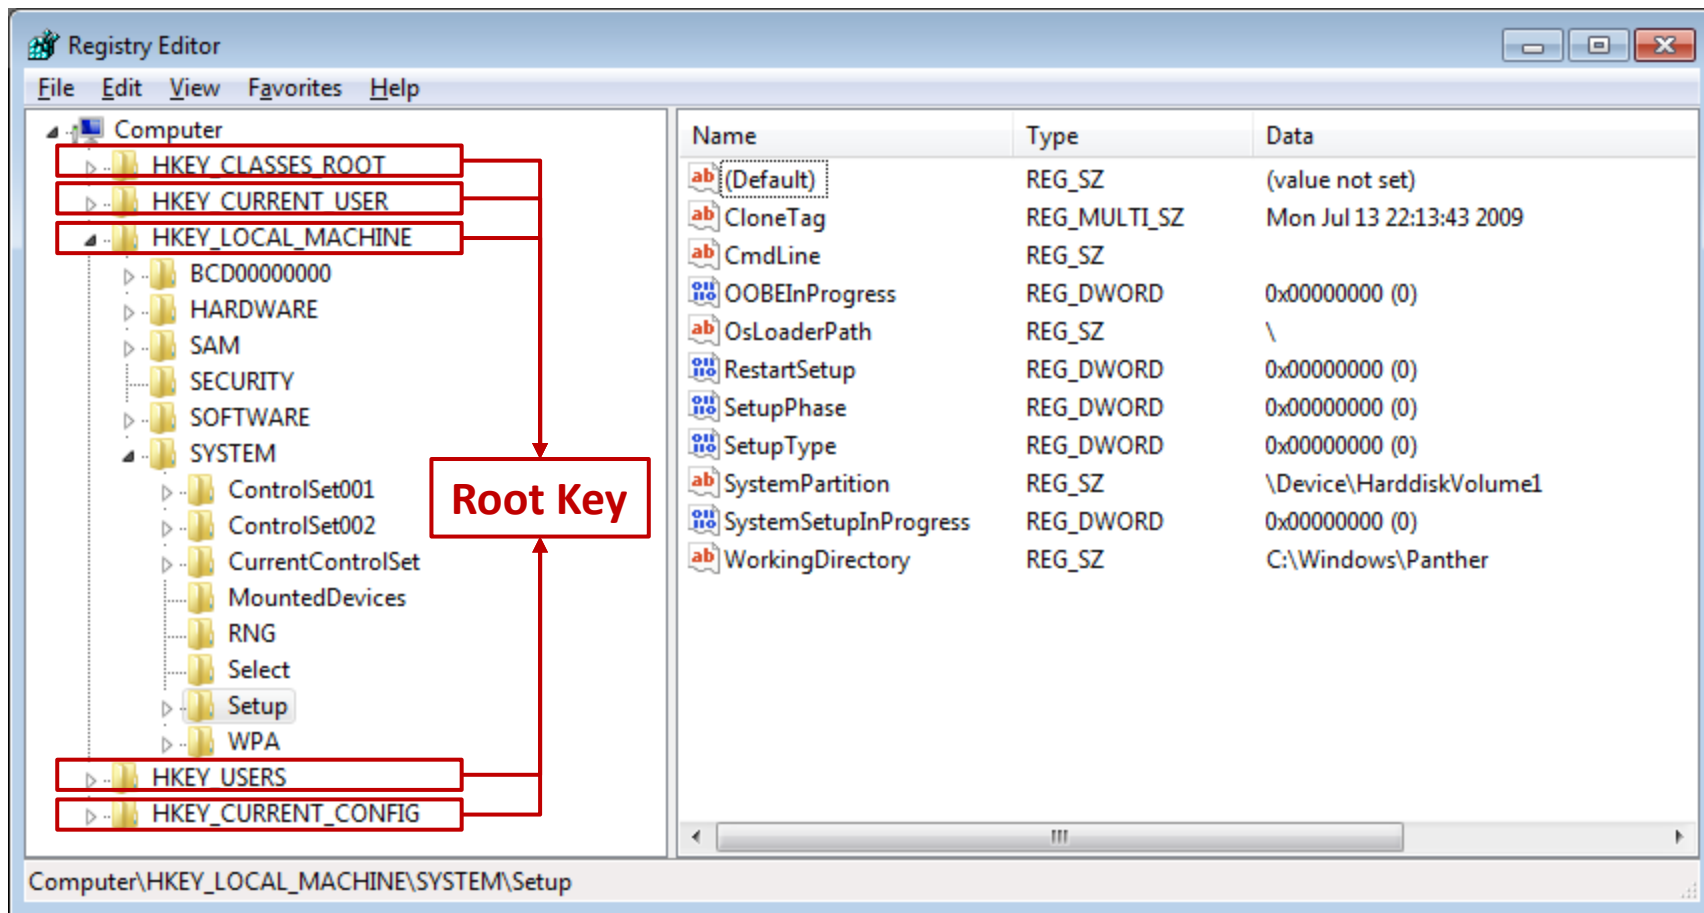 Registry Editor
File Edit View Favorites Help
Computer
HKEY_CLASSES_ROOT
HKEY_CURRENT_USER
HKEY_LOCAL_MACHINE
BCD00000000
HARDWARE
SAM
SECURITY
SOFTWARE
SYSTEM
ControlSet001
ControlSet002
CurrentControlSet
MountedDevices
RNG
Select
Setup
WPA
HKEY_USERS
HKEY_CURRENT_CONFIG
Root Key
Name Type Data
(Default) REG_SZ (value not set)
CloneTag REG_MULTI_SZ Mon Jul 13 22:13:43 2009
CmdLine REG_SZ
OOBEInProgress REG_DWORD 0x00000000 (0)
OsLoaderPath REG_SZ \
RestartSetup REG_DWORD 0x00000000 (0)
SetupPhase REG_DWORD 0x00000000 (0)
SetupType REG_DWORD 0x00000000 (0)
SystemPartition REG_SZ \Device\HarddiskVolume1
SystemSetupInProgress REG_DWORD 0x00000000 (0)
WorkingDirectory REG_SZ C:\Windows\Panther
Computer\HKEY_LOCAL_MACHINE\SYSTEM\Setup